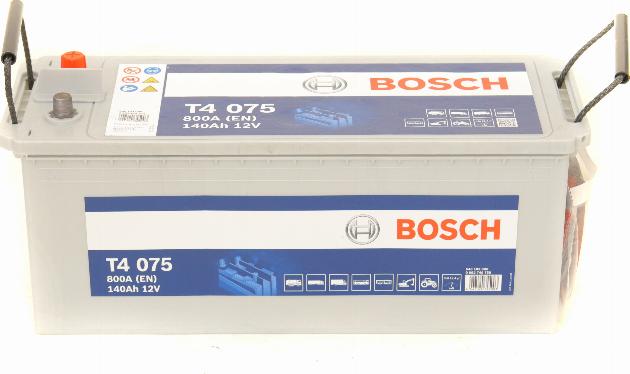 BOSCH
T4 075
800A (EN)
140Ah 12V
BOSCH
T4 075
800A (EN)
140Ah 12V